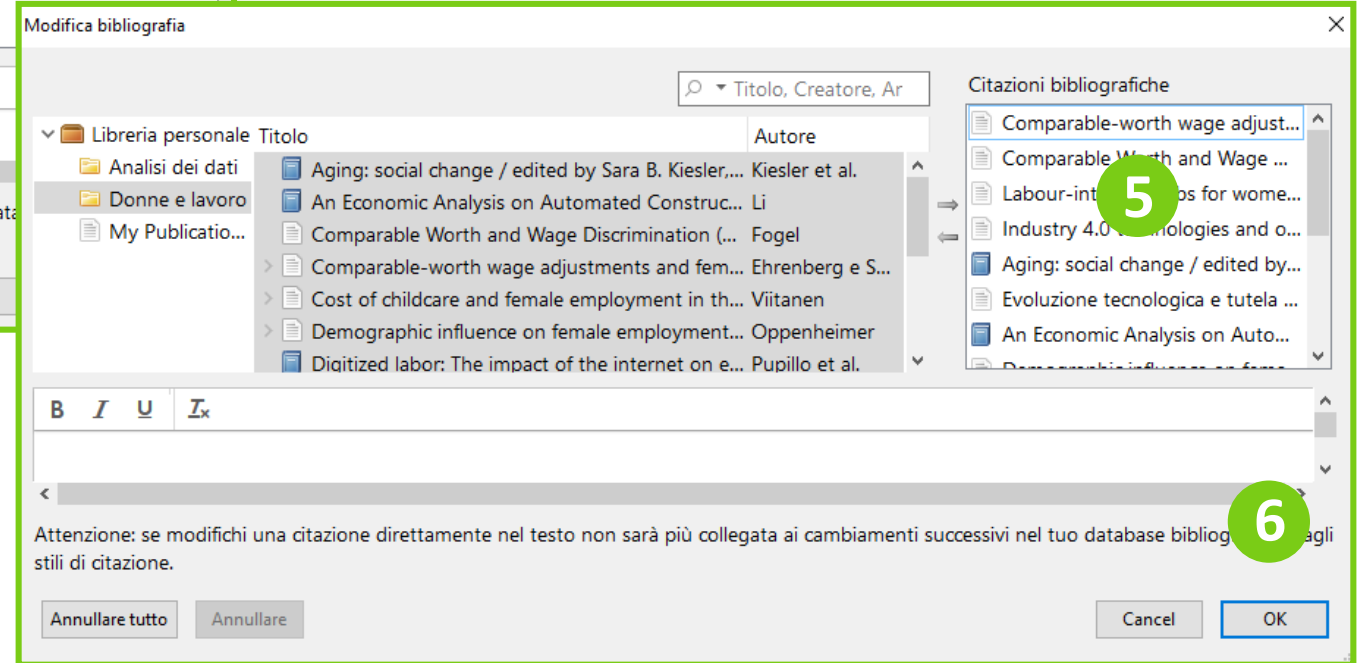 Modifica bibliografia
Titolo, Creatore, Ar
Citazioni bibliografiche
Libreria personale
Analisi dei dati
Donne e lavoro
My Publicatio...
Titolo Autore
Aging: social change / edited by Sara B. Kiesler,... Kiesler et al.
An Economic Analysis on Automated Construc... Li
Comparable Worth and Wage Discrimination (... Fogel
Comparable-worth wage adjustments and fem... Ehrenberg e S...
Cost of childcare and female employment in th... Viitanen
Demographic influence on female employment... Oppenheimer
Digitized labor: The impact of the internet on e... Pupillo et al.
Comparable-worth wage adjust...
Comparable Worth and Wage ...
Labour-int for wome...
Industry 4.0 and o...
Aging: social change / edited by...
Evoluzione tecnologica e tutela ...
An Economic Analysis on Auto...
5
B I U Tx
6
Attenzione: se modifichi una citazione direttamente nel testo non sarà più collegata ai cambiamenti successivi nel tuo database bibliog agli
stili di citazione.
Annullare tutto Annullare Cancel OK